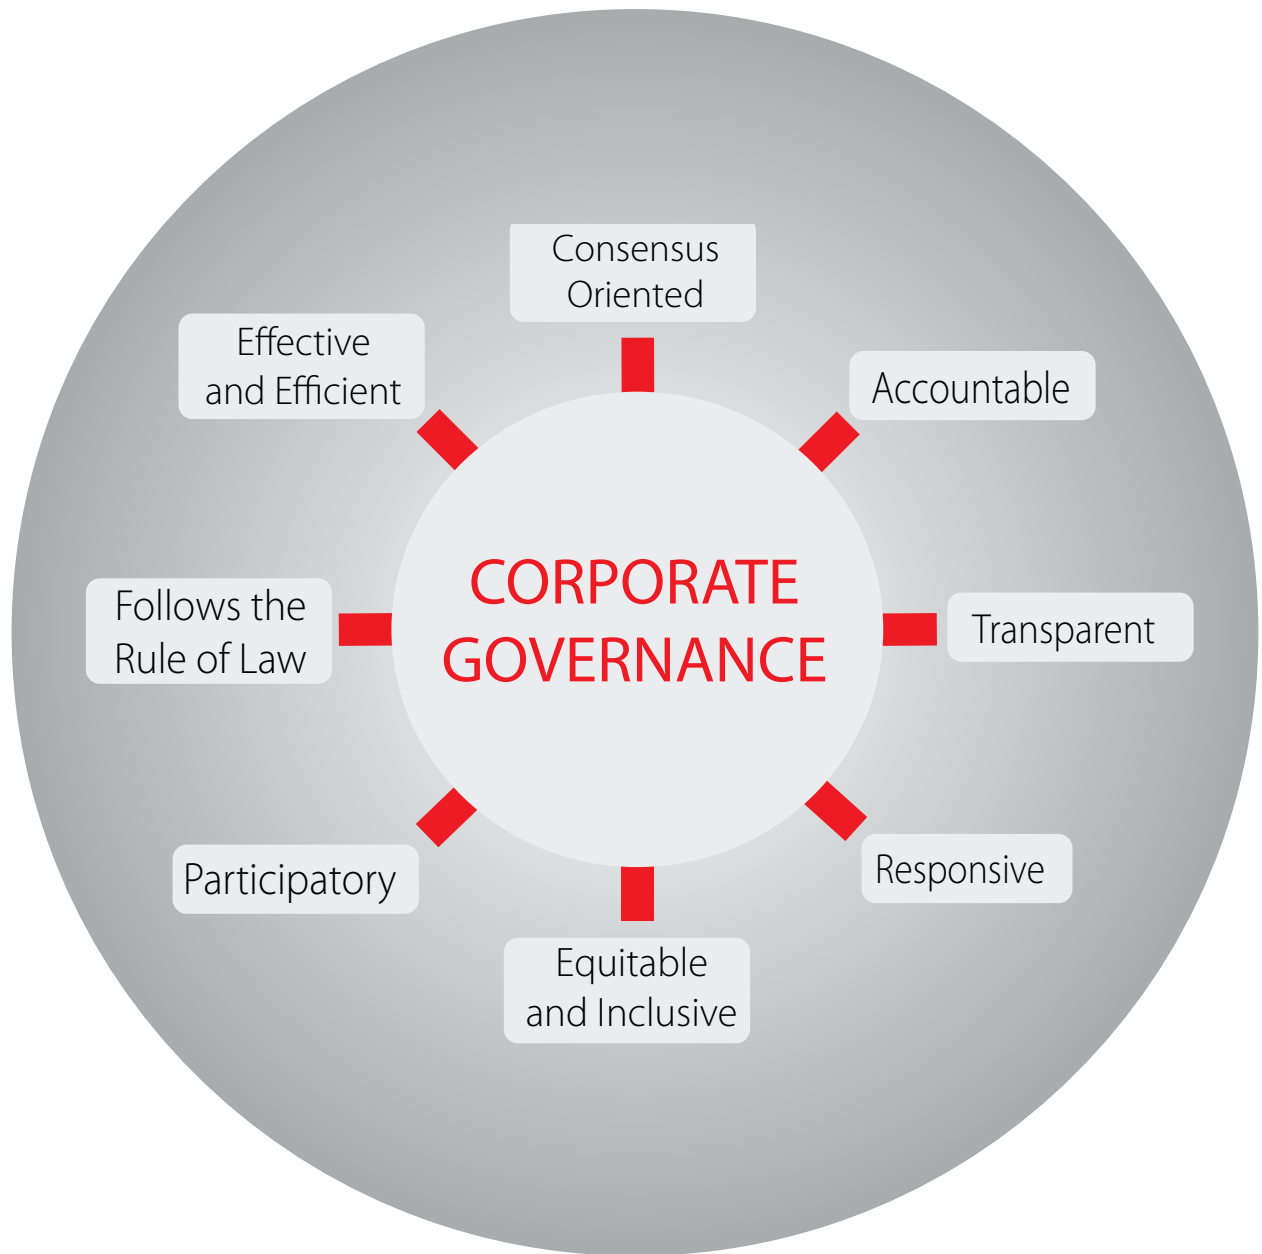 Consensus
Oriented
Effective
and Efficient
Accountable
CORPORATE
GOVERNANCE
Follows the
Rule of Law
Transparent
Participatory
Responsive
Equitable
and Inclusive